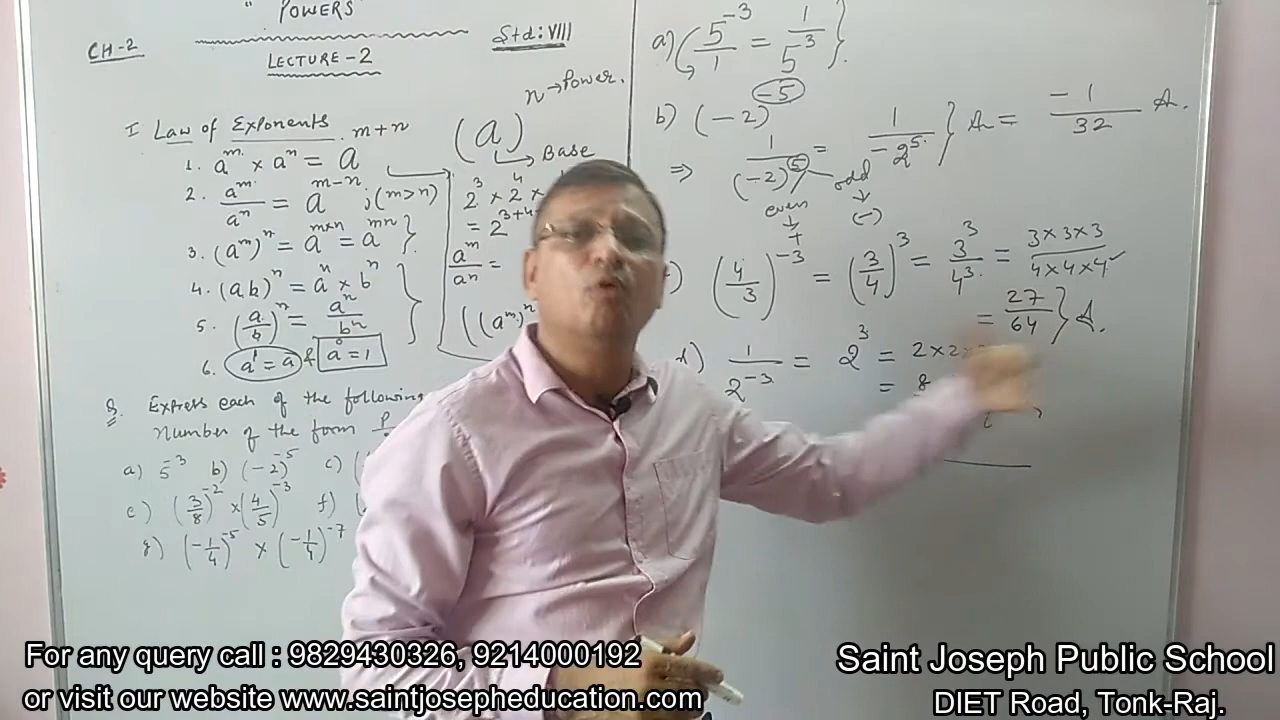 " POWERS"
CH-2
Std: VIII
LECTURE-2
n→Power.
I Law of Exponents.
1. a^m × a^n = a^(m+n)
2. a^m/a^n = a^(m-n) ; (m>n)
3. (a^m)^n = a^(m×n) = a^(mn)
4. (ab)^n = a^n × b^n
5. (a/b)^n = a^n/b^n
6. a^1 = a & a^0 = 1
(a)
Base
2^3 × 2^4 ×
= 2^(3+4
a^m/a^n =
((a^m)^n
Q. Express each of the following
Number of the form P/
a) 5^-3 b) (-2)^-5 c) (
e) (3/8)^-2 × (4/5)^-3 f) (
g) (-1/4)^-5 × (-1/4)^-7
a) 5^-3/1 = 1/5^3
b) (-2)^-5
⇒ 1/(-2)^5 = 1/-2^5 } A = -1/32 A.
odd
(-)
even
+
) (4/3)^-3 = (3/4)^3 = 3^3/4^3 = 3×3×3/4×4×4
= 27/64 } A.
d) 1/2^-3 = 2^3 = 2×2×
= 8
For any query call : 9829430326, 9214000192
or visit our website www.saintjosepheducation.com
Saint Joseph Public School
DIET Road, Tonk-Raj.